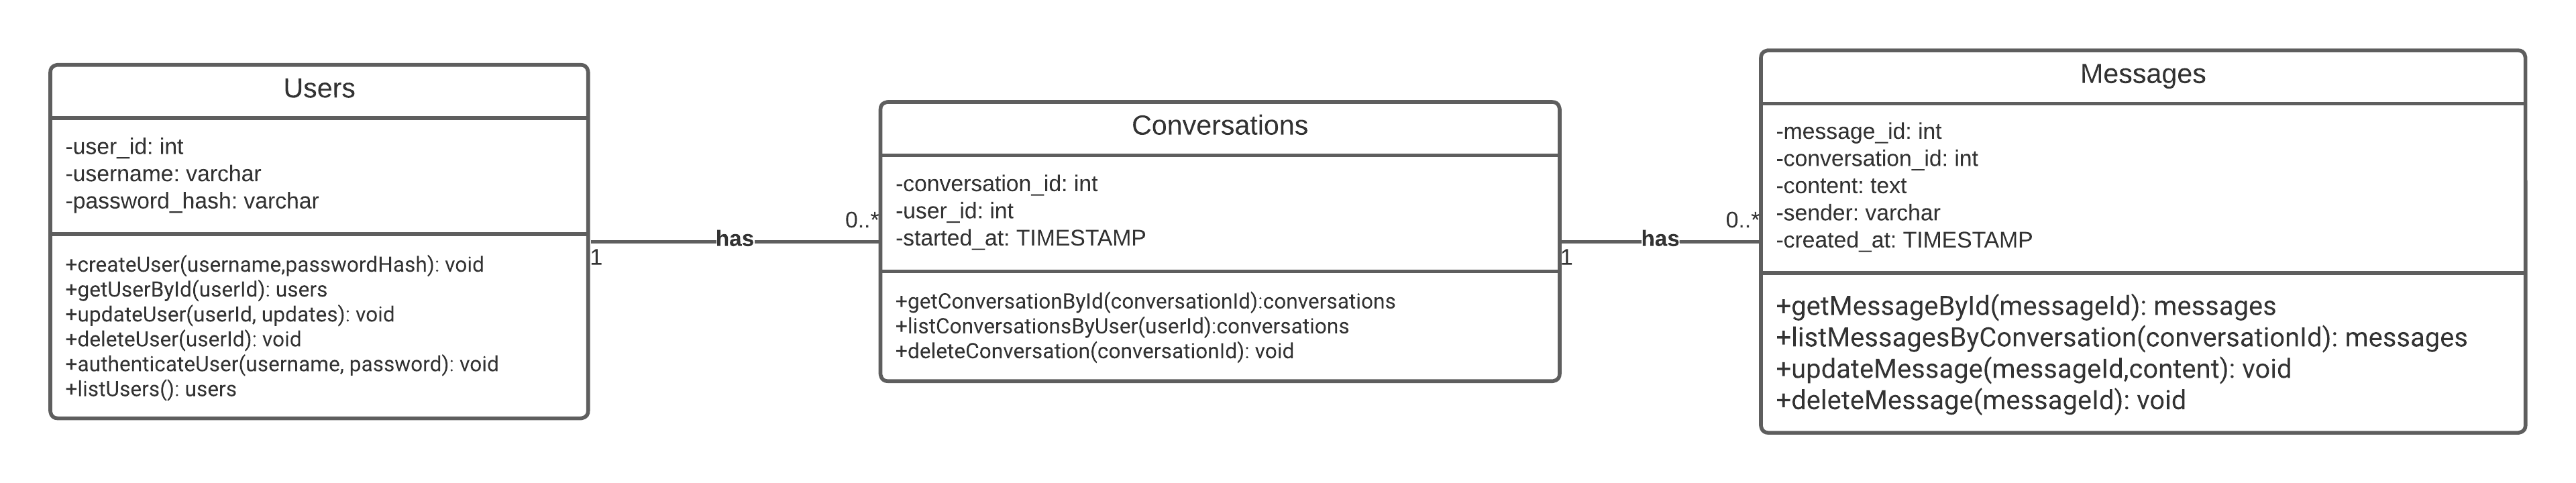 Users
-user_id: int
-username: varchar
-password_hash: varchar
+createUser(username,passwordHash): void
+getUserById(userId): users
+updateUser(userId, updates): void
+deleteUser(userId): void
+authenticateUser(username, password): void
+listUsers(): users
1
has
0..*
Conversations
-conversation_id: int
-user_id: int
-started_at: TIMESTAMP
+getConversationById(conversationId):conversations
+listConversationsByUser(userId):conversations
+deleteConversation(conversationId): void
1
has
0..*
Messages
-message_id: int
-conversation_id: int
-content: text
-sender: varchar
-created_at: TIMESTAMP
+getMessageById(messageId): messages
+listMessagesByConversation(conversationId): messages
+updateMessage(messageId,content): void
+deleteMessage(messageId): void